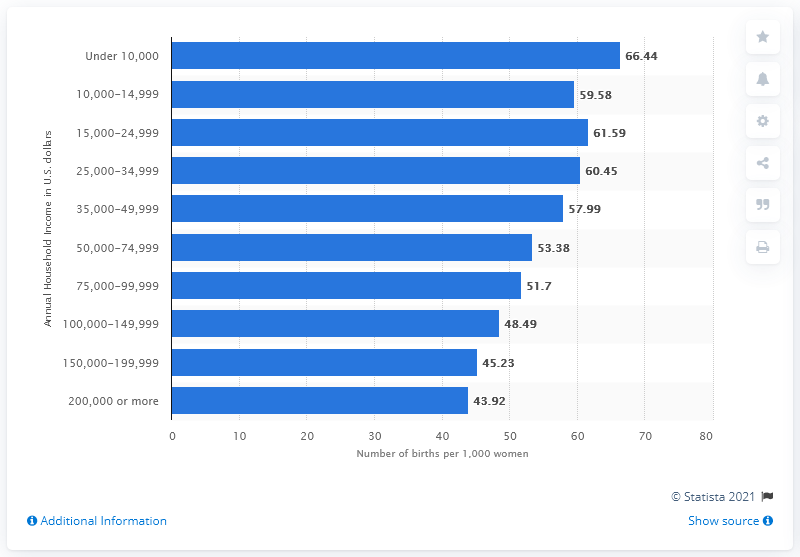 Annual Household Income in U.S. dollars
Under 10,000 66.44
10,000–14,999 59.58
15,000–24,999 61.59
25,000–34,999 60.45
35,000–49,999 57.99
50,000–74,999 53.38
75,000–99,999 51.7
100,000–149,999 48.49
150,000–199,999 45.23
200,000 or more 43.92
0 10 20 30 40 50 60 70 80
Number of births per 1,000 women
© Statista 2021
Additional Information Show source